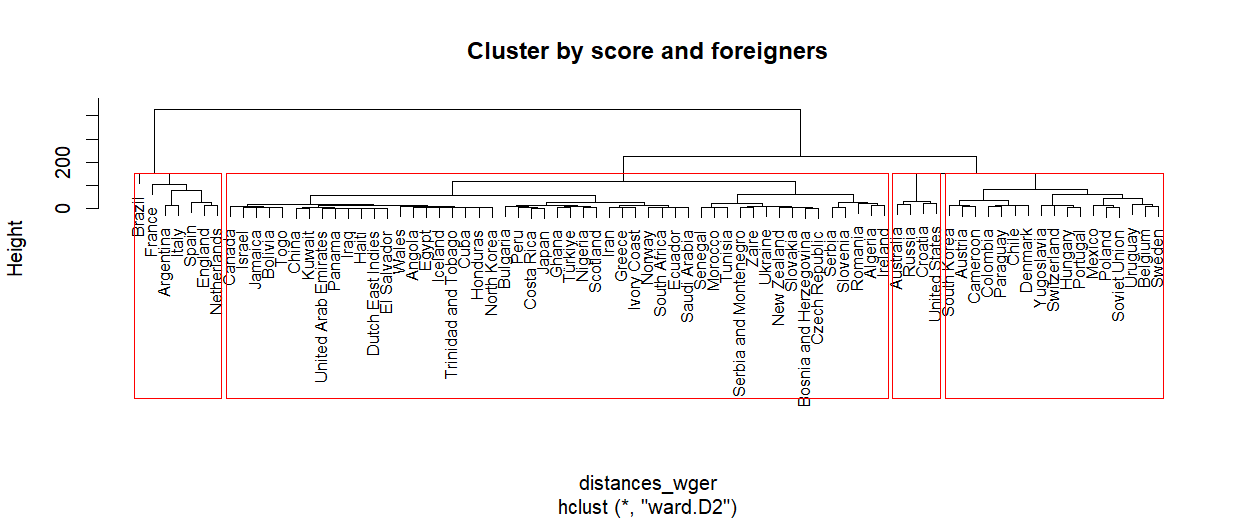 Cluster by score and foreigners
Height
200
0
Brazil
France
Argentina
Italy
Spain
England
Netherlands
Canada
Israel
Jamaica
Bolivia
Togo
China
Kuwait
United Arab Emirates
Panama
Iraq
Haiti
Dutch East Indies
El Salvador
Wales
Angola
Egypt
Iceland
Trinidad and Tobago
Cuba
Honduras
North Korea
Bulgaria
Peru
Costa Rica
Japan
Ghana
Türkiye
Nigeria
Scotland
Iran
Greece
Ivory Coast
Norway
South Africa
Ecuador
Saudi Arabia
Senegal
Morocco
Tunisia
Serbia and Montenegro
Zaire
Ukraine
New Zealand
Slovakia
Bosnia and Herzegovina
Czech Republic
Serbia
Slovenia
Romania
Algeria
Ireland
Australia
Russia
Croatia
United States
South Korea
Austria
Cameroon
Colombia
Paraguay
Chile
Denmark
Yugoslavia
Switzerland
Hungary
Portugal
Mexico
Poland
Soviet Union
Uruguay
Belgium
Sweden
distances_wger
hclust (*, "ward.D2")